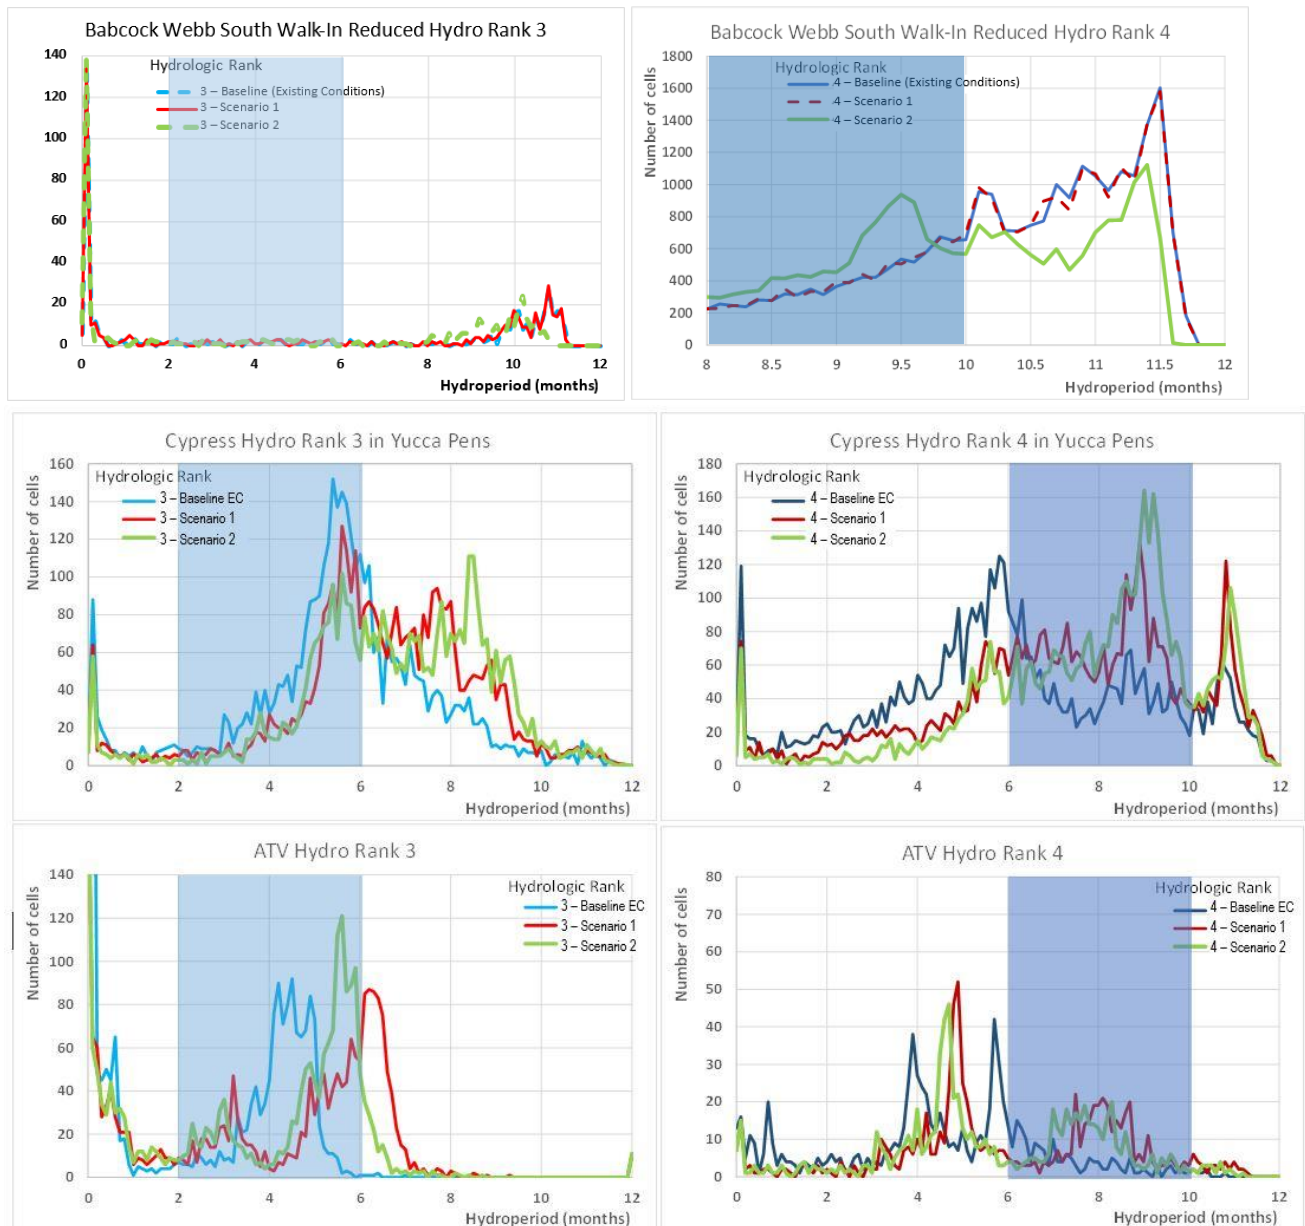 Babcock Webb South Walk-In Reduced Hydro Rank 3
140
120
100
80
60
40
20
0
Hydrologic Rank
3 – Baseline (Existing Conditions)
3 – Scenario 1
3 – Scenario 2
0 2 4 6 8 10 12
Hydroperiod (months)
Babcock Webb South Walk-In Reduced Hydro Rank 4
Number of cells
1800
1600
1400
1200
1000
800
600
400
200
0
Hydrologic Rank
4 – Baseline (Existing Conditions)
4 – Scenario 1
4 – Scenario 2
8 8.5 9 9.5 10 10.5 11 11.5 12
Hydroperiod (months)
Cypress Hydro Rank 3 in Yucca Pens
Number of cells
160
140
120
100
80
60
40
20
0
Hydrologic Rank
3 – Baseline EC
3 – Scenario 1
3 – Scenario 2
0 2 4 6 8 10 12
Hydroperiod (months)
Cypress Hydro Rank 4 in Yucca Pens
Number of cells
180
160
140
120
100
80
60
40
20
0
Hydrologic Rank
4 – Baseline EC
4 – Scenario 1
4 – Scenario 2
0 2 4 6 8 10 12
Hydroperiod (months)
ATV Hydro Rank 3
Number of cells
140
120
100
80
60
40
20
0
Hydrologic Rank
3 – Baseline EC
3 – Scenario 1
3 – Scenario 2
0 2 4 6 8 10 12
Hydroperiod (months)
ATV Hydro Rank 4
Number of cells
80
70
60
50
40
30
20
10
0
Hydrologic Rank
4 – Baseline EC
4 – Scenario 1
4 – Scenario 2
0 2 4 6 8 10 12
Hydroperiod (months)